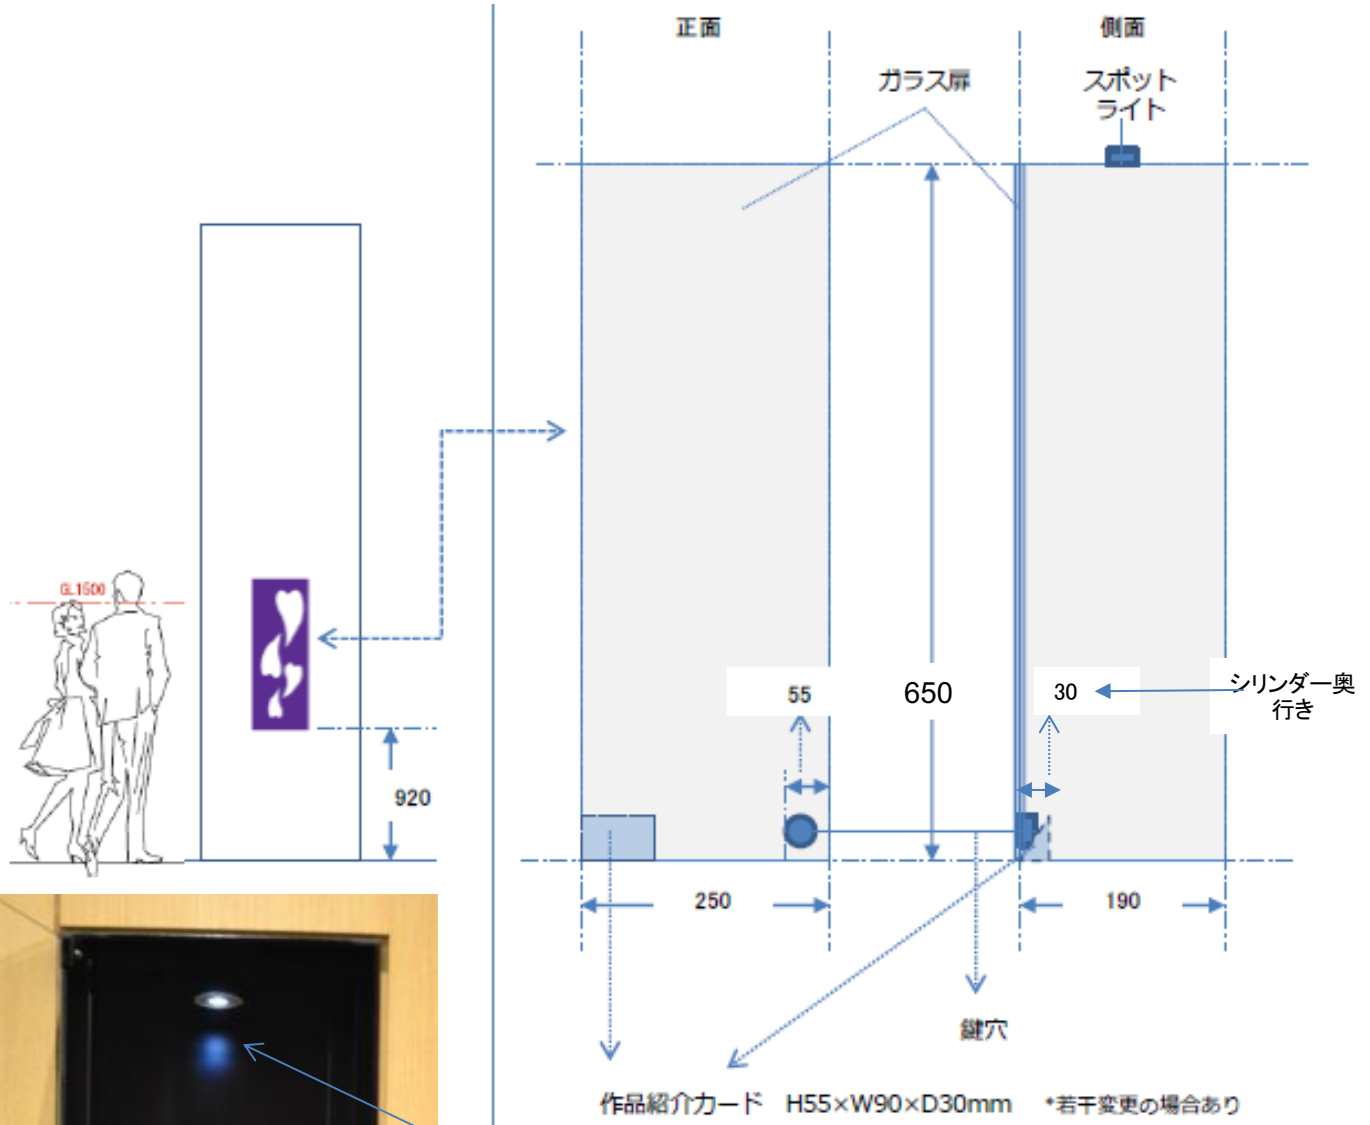 正面
側面
ガラス扉
スポット
ライト
GL1500
55
650
30
シリンダー奥
行き
920
250
190
鍵穴
作品紹介カード　H55×W90×D30mm　*若干変更の場合あり